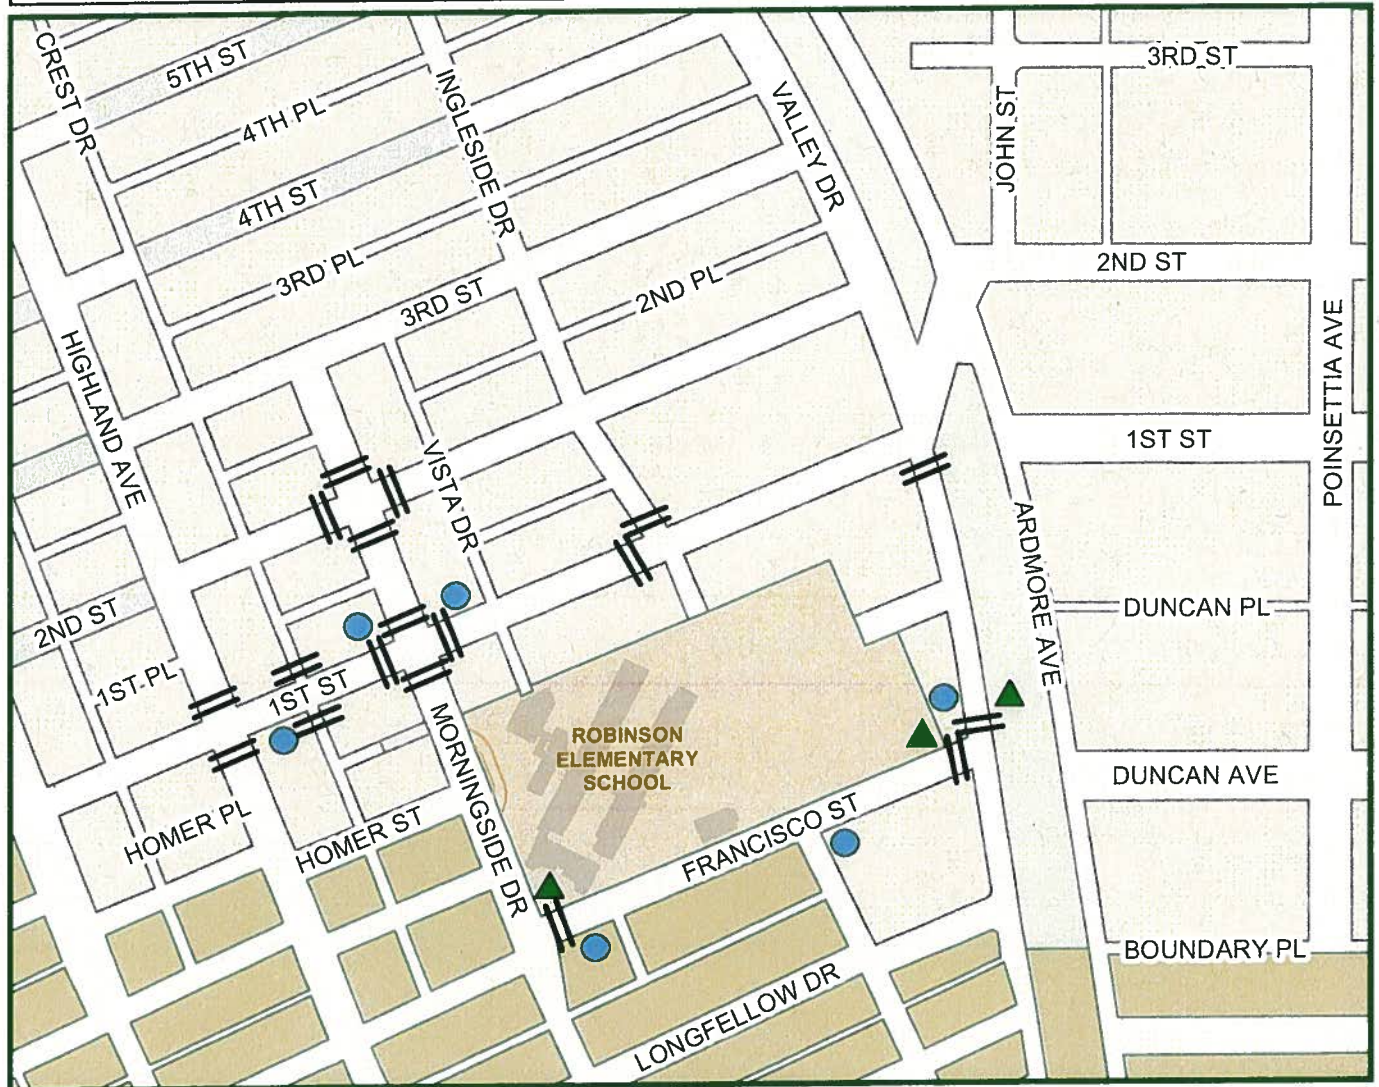 CREST DR
5TH ST
4TH PL
INGLESIDE DR
4TH ST
3RD PL
3RD ST
2ND PL
VALLEY DR
JOHN ST
3RD ST
2ND ST
HIGHLAND AVE
VISTA DR
1ST ST
POINSETTIA AVE
ARDMORE AVE
2ND ST
1ST PL
1ST ST
DUNCAN PL
MORNINGSIDE DR
ROBINSON
ELEMENTARY
SCHOOL
DUNCAN AVE
HOMER PL
HOMER ST
FRANCISCO ST
BOUNDARY PL
LONGFELLOW DR